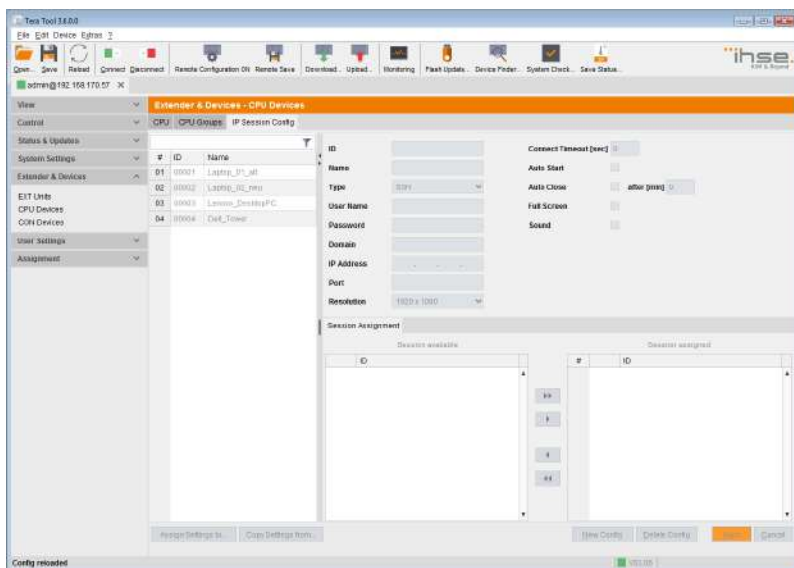 Tera Tool 3.6.0.0
File Edit Device Extras ?
Open... Save Reload Connect Disconnect Remote Configuration ON Remote Save Download... Upload... Monitoring Flash Update... Device Finder... System Check... Save Status...
ihse.
admin@192.168.170.57 X
View
Control
Status & Updates
System Settings
Extender & Devices
EXT Units
CPU Devices
CON Devices
User Settings
Assignment
Extender & Devices - CPU Devices
CPU CPU Groups IP Session Config
# ID Name
01 00001 Laptop_01_alt
02 00002 Laptop_02_neu
03 00003 Lenovo_DesktopPC
04 00004 Dell_Tower
ID
Name
Type
User Name
Password
Domain
IP Address
Port
Resolution 1920 x 1080
Connect Timeout [sec] 0
Auto Start
Auto Close after [min] 0
Full Screen
Sound
Session Assignment
Session available
ID
Session assigned
# ID
Assign Settings to... Copy Settings from...
New Config Delete Config Cancel
Config reloaded